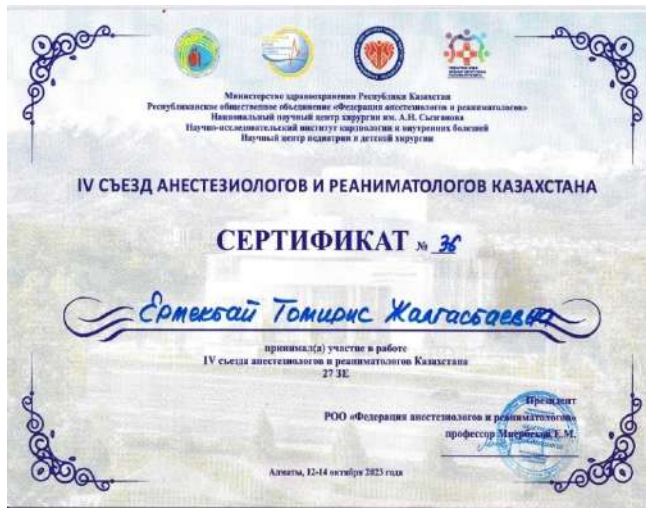 Министерство здравоохранения Республики Казахстан
Республиканское общественное объединение «Федерация анестезиологов и реаниматологов»
Национальный научный центр хирургии им. А.Н. Сызганова
Научно-исследовательский институт кардиологии и внутренних болезней
Научный центр педиатрии и детской хирургии
IV СЪЕЗД АНЕСТЕЗИОЛОГОВ И РЕАНИМАТОЛОГОВ КАЗАХСТАНА
СЕРТИФИКАТ № 36
Ермекбай Томирис Жалгасбаевна
принимал(а) участие в работе
IV съезда анестезиологов и реаниматологов Казахстана
27 ЗЕ
Президент
РОО «Федерация анестезиологов и реаниматологов»
профессор Миербеков Е.М.
Алматы, 12-14 октября 2023 года